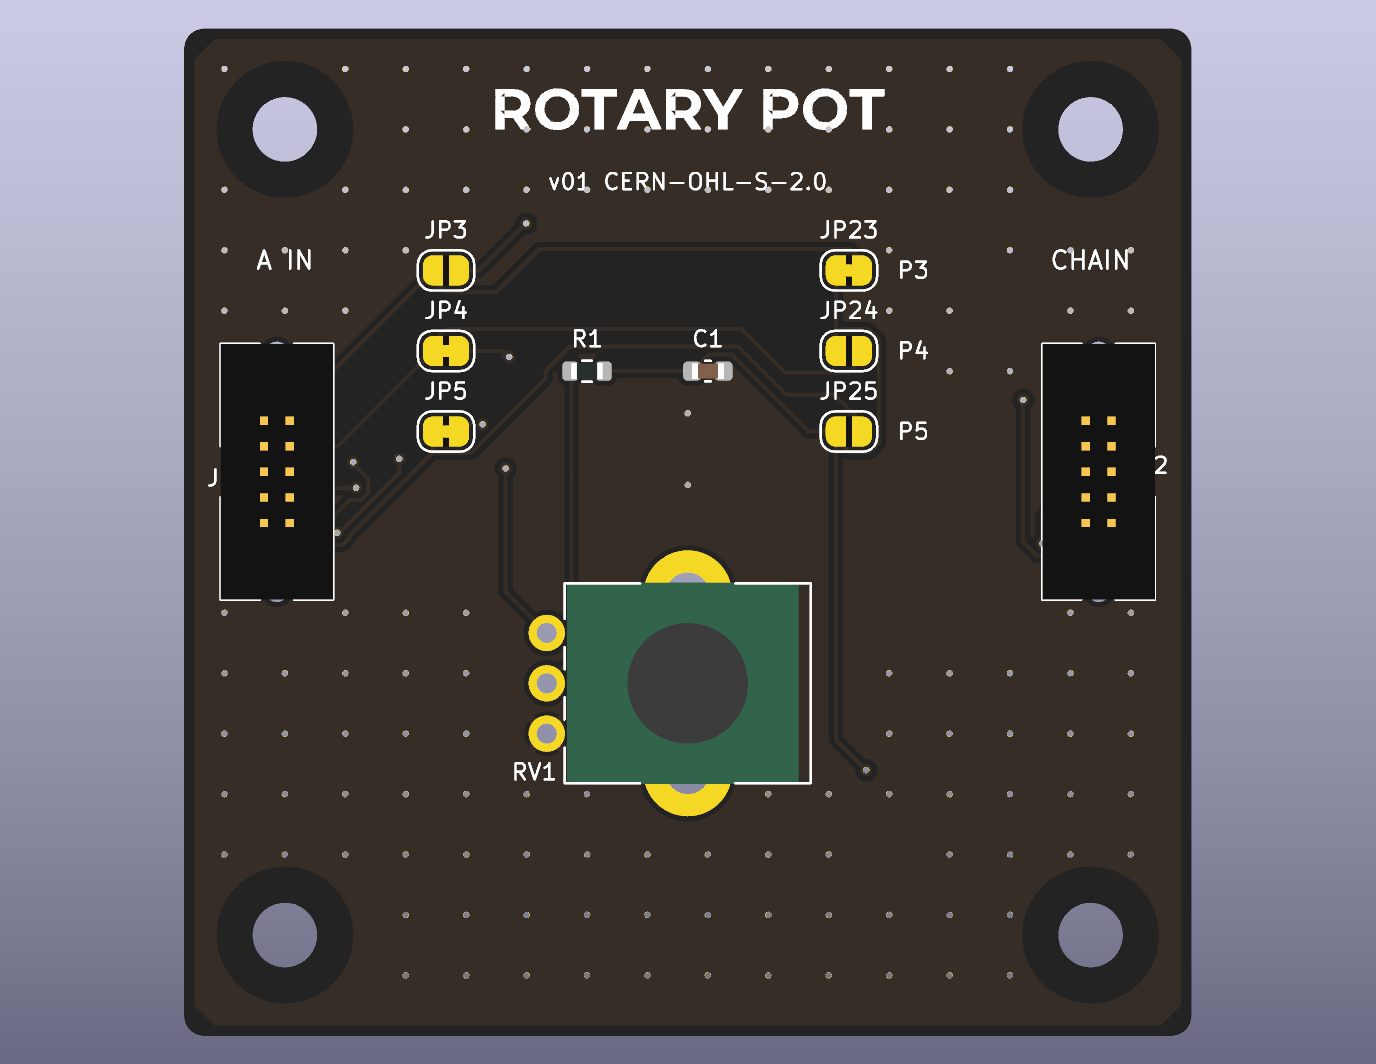 ROTARY POT
v01 CERN-OHL-S-2.0
JP3
JP23
A IN
P3
CHAIN
JP4
JP24
R1
C1
P4
JP5
JP25
P5
J
2
RV1